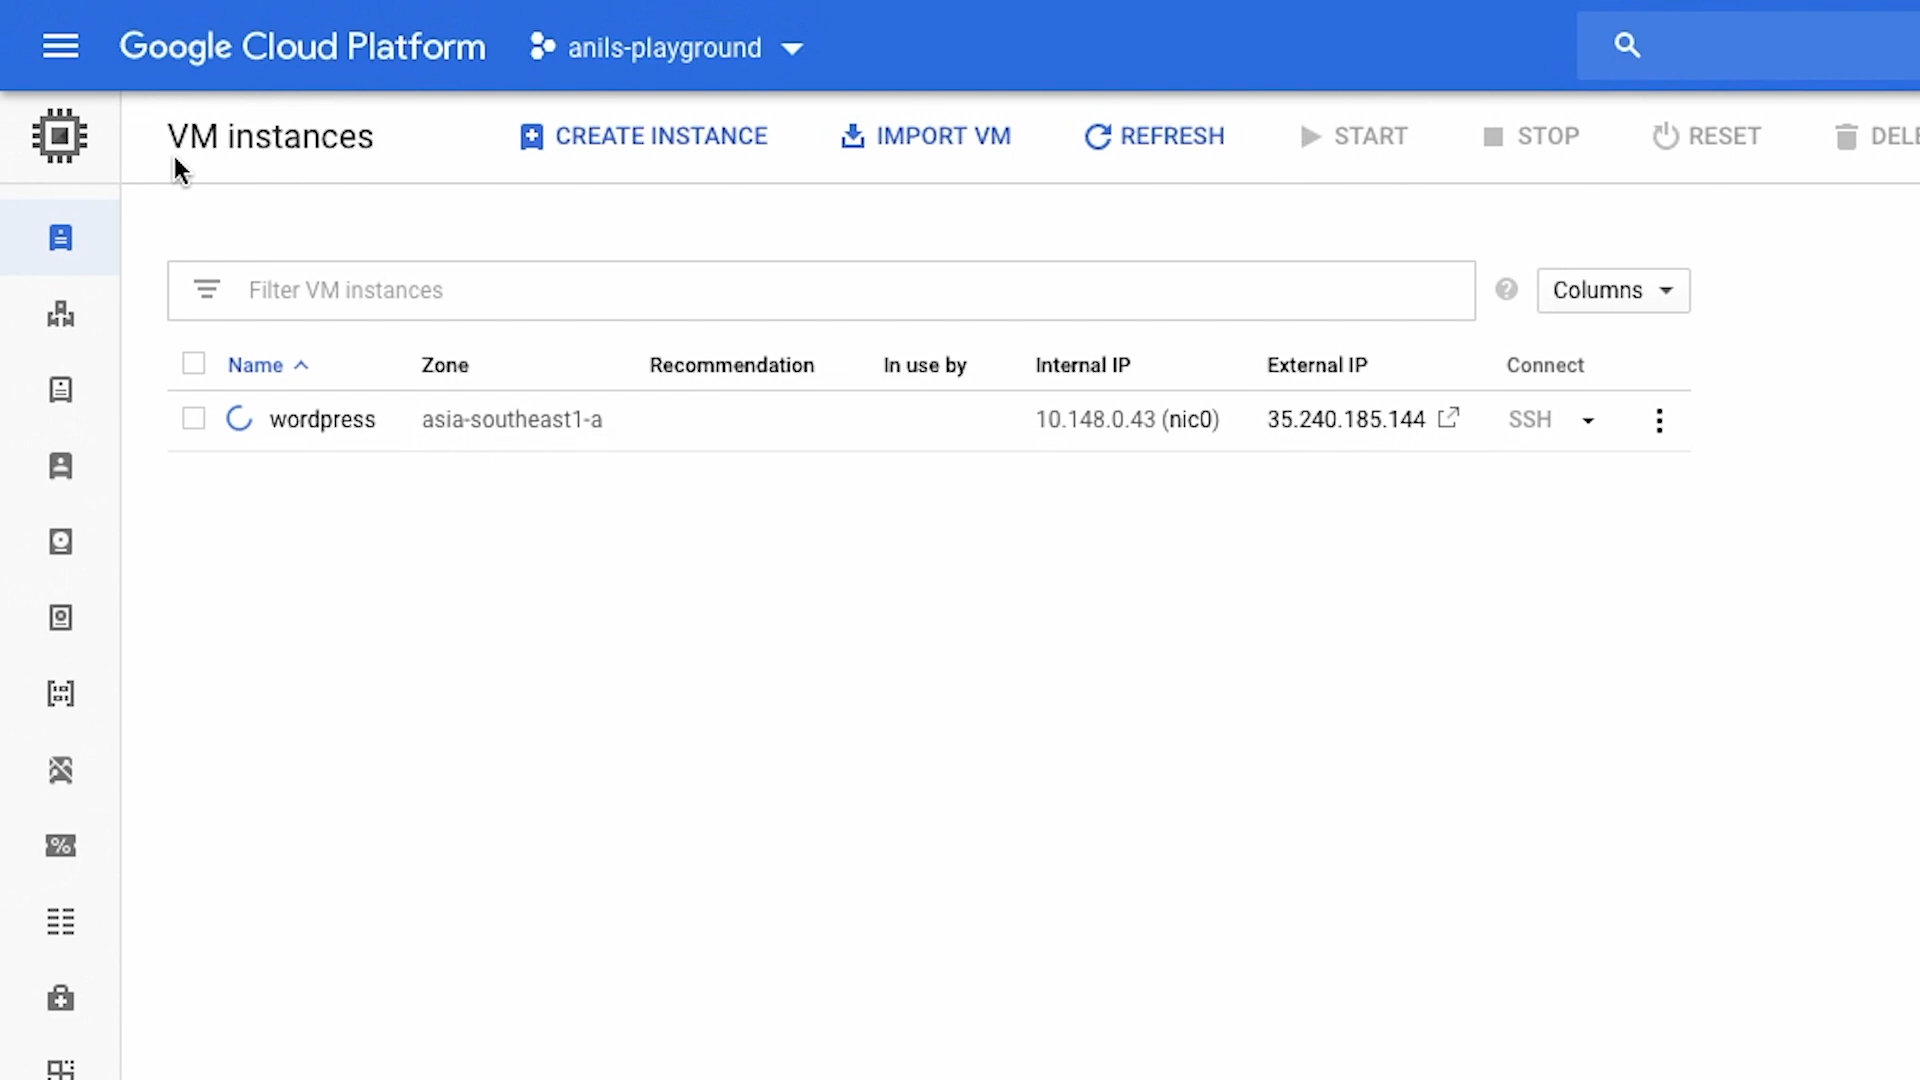 Google Cloud Platform anils-playground
VM instances CREATE INSTANCE IMPORT VM REFRESH START STOP RESET DELE
Filter VM instances ? Columns
Name Zone Recommendation In use by Internal IP External IP Connect
wordpress asia-southeast1-a 10.148.0.43 (nic0) 35.240.185.144 SSH
%